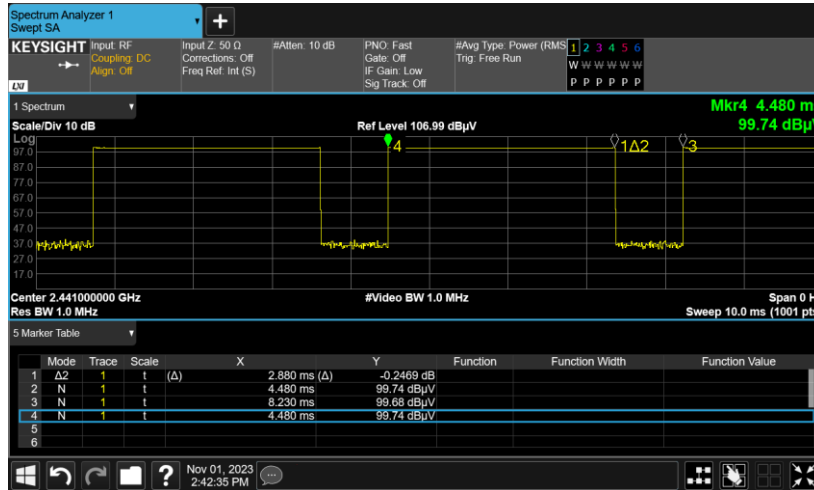 Spectrum Analyzer 1
Swept SA
+
KEYSIGHT
Input: RF
Coupling: DC
Align: Off
Input Z: 50 Ω
Corrections: Off
Freq Ref: Int (S)
#Atten: 10 dB
PNO: Fast
Gate: Off
IF Gain: Low
Sig Track: Off
#Avg Type: Power (RMS
Trig: Free Run
1 2 3 4 5 6
W W W W W W
P P P P P P
LXI
1 Spectrum
Scale/Div 10 dB
Ref Level 106.99 dBµV
Mkr4 4.480 m
99.74 dBµV
Log
97.0
87.0
77.0
67.0
57.0
47.0
37.0
27.0
17.0
4
1Δ2
3
Center 2.441000000 GHz
#Video BW 1.0 MHz
Span 0 H
Res BW 1.0 MHz
Sweep 10.0 ms (1001 pts
5 Marker Table
Mode Trace Scale X Y Function Function Width Function Value
1 Δ2 1 t (Δ) 2.880 ms (Δ) -0.2469 dB
2 N 1 t 4.480 ms 99.74 dBµV
3 N 1 t 8.230 ms 99.68 dBµV
4 N 1 t 4.480 ms 99.74 dBµV
5
6
?
Nov 01, 2023
2:42:35 PM